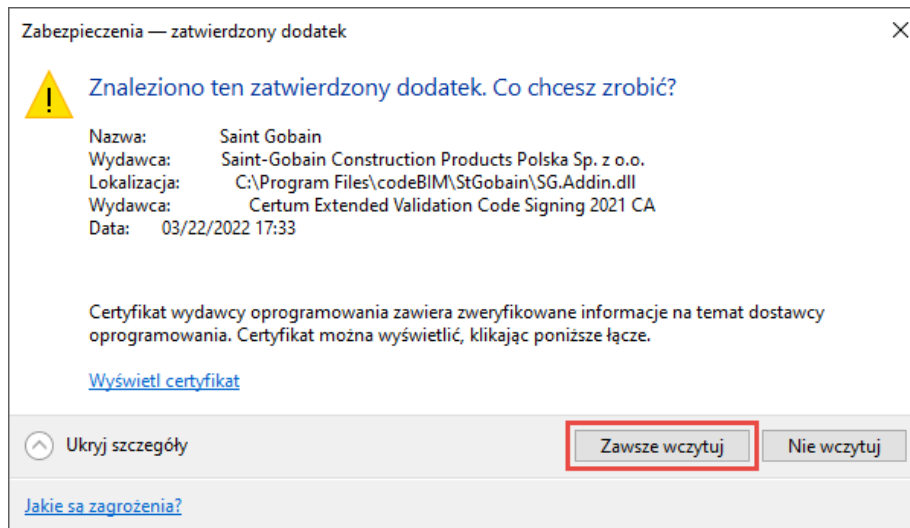 Zabezpieczenia — zatwierdzony dodatek
Znaleziono ten zatwierdzony dodatek. Co chcesz zrobić?
Nazwa: Saint Gobain
Wydawca: Saint-Gobain Construction Products Polska Sp. z o.o.
Lokalizacja: C:\Program Files\codeBIM\StGobain\SG.Addin.dll
Wydawca: Certum Extended Validation Code Signing 2021 CA
Data: 03/22/2022 17:33
Certyfikat wydawcy oprogramowania zawiera zweryfikowane informacje na temat dostawcy
oprogramowania. Certyfikat można wyświetlić, klikając poniższe łącze.
Wyświetl certyfikat
Ukryj szczegóły
Zawsze wczytuj
Nie wczytuj
Jakie są zagrożenia?